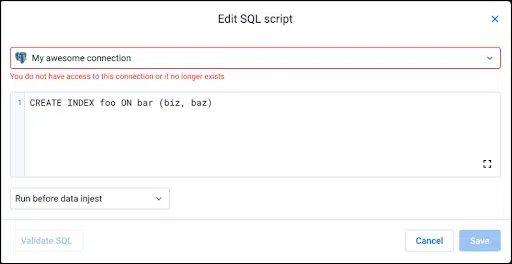 Edit SQL script
My awesome connection
You do not have access to this connection or it no longer exists
1 CREATE INDEX foo ON bar (biz, baz)
Run before data injest
Validate SQL Cancel Save